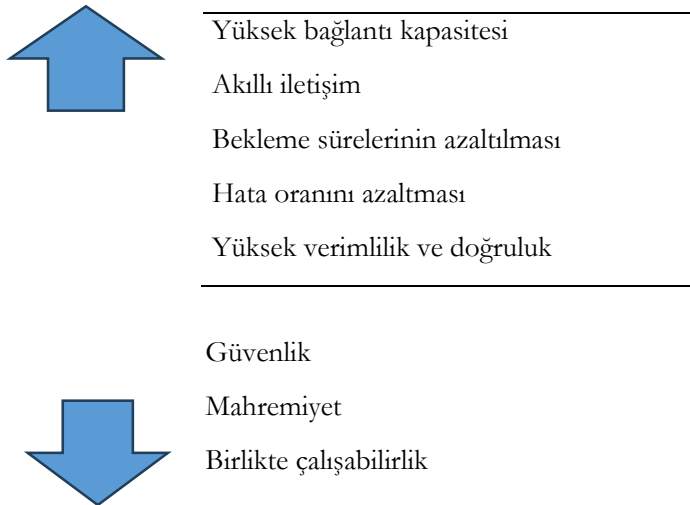 Yüksek bağlantı kapasitesi
Akıllı iletişim
Bekleme sürelerinin azaltılması
Hata oranını azaltması
Yüksek verimlilik ve doğruluk
Güvenlik
Mahremiyet
Birlikte çalışabilirlik